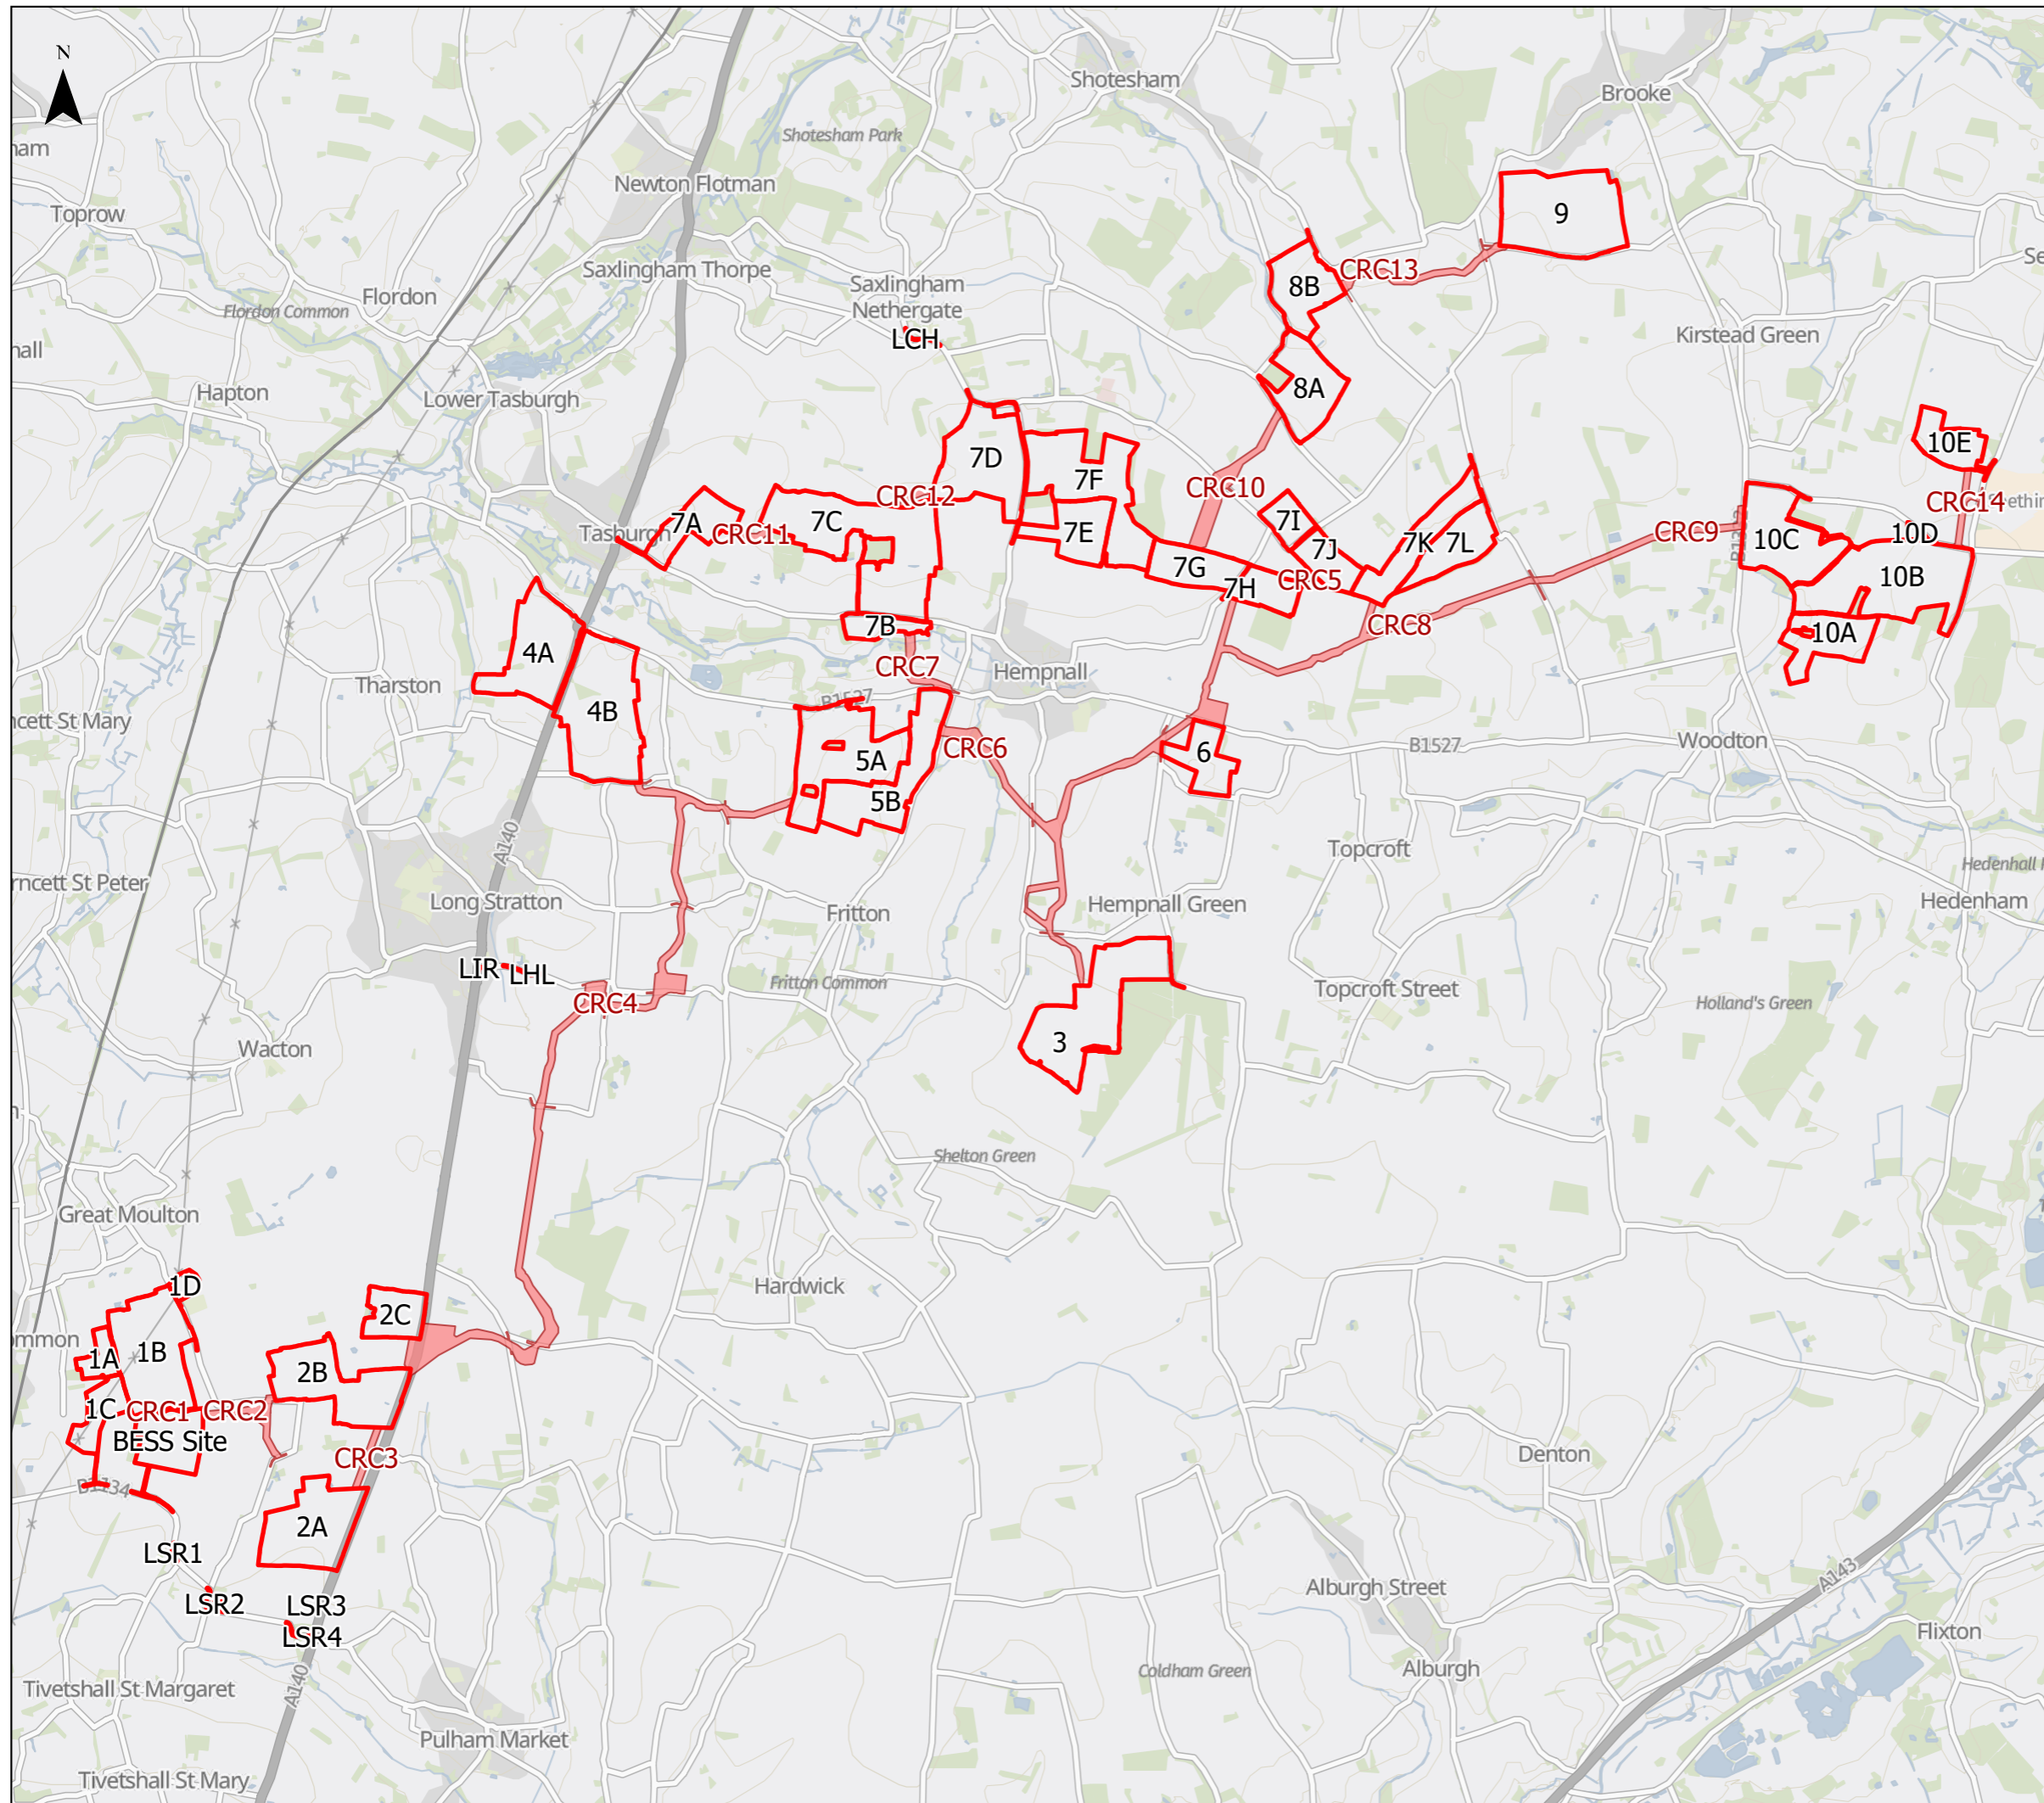 N
Shotesham
Brooke
Shotesham Park
Newton Flotman
Toprow
9
Saxlingham Thorpe
CRC13
Saxlingham
Nethergate
8B
Flordon
Flordon Common
Kirstead Green
LCH
8A
Hapton
Lower Tasburgh
10E
7D
7F
CRC10
CRC12
CRC14
7A
7C
7I
Tasburgh
CRC11
7E
7J
7K
7L
CRC9
10C
10D
7G
7H
CRC5
10B
7B
CRC8
10A
4A
CRC7
Hempnall
Tharston
B1527
4B
CRC6
6
B1527
Woodton
5A
5B
A140
Topcroft
Long Stratton
Fritton
Hempnall Green
Hedenham
LIR
LHL
Fritton Common
Topcroft Street
Holland's Green
CRC4
3
Wacton
Shelton Green
Great Moulton
1D
Hardwick
2C
1B
1A
2B
1C
CRC1
CRC2
BESS Site
CRC3
Denton
B1134
2A
LSR1
A143
Alburgh Street
LSR2
LSR3
LSR4
Flixton
Coldham Green
Alburgh
A140
Tivetshall St Margaret
Pulham Market
Tivetshall St Mary